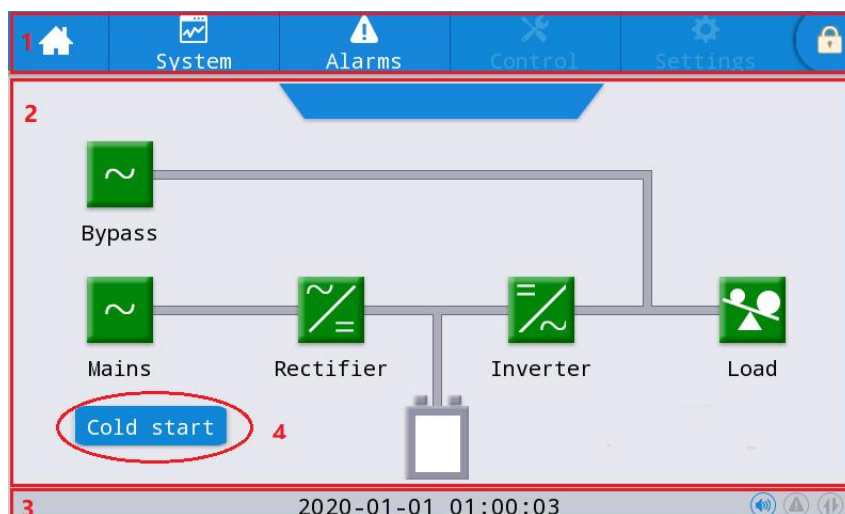 1
System
Alarms
Control
Settings
2
Bypass
Mains
Rectifier
Inverter
Load
Cold start
4
3
2020-01-01 01:00:03